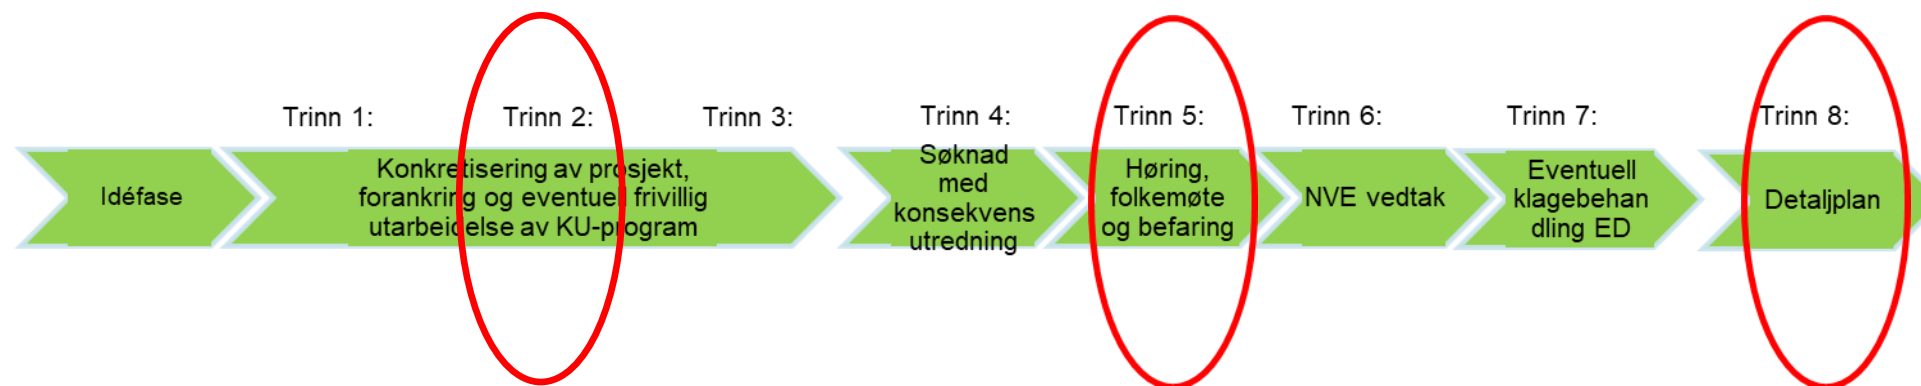 Trinn 1:
Trinn 2:
Trinn 3:
Trinn 4:
Trinn 5:
Trinn 6:
Trinn 7:
Trinn 8:
Idéfase
Konkretisering av prosjekt,
forankring og eventuell frivillig
utarbeidelse av KU-program
Søknad
med
konsekvens
utredning
Høring,
folkemøte
og befaring
NVE vedtak
Eventuell
klagebehan
dling ED
Detaljplan